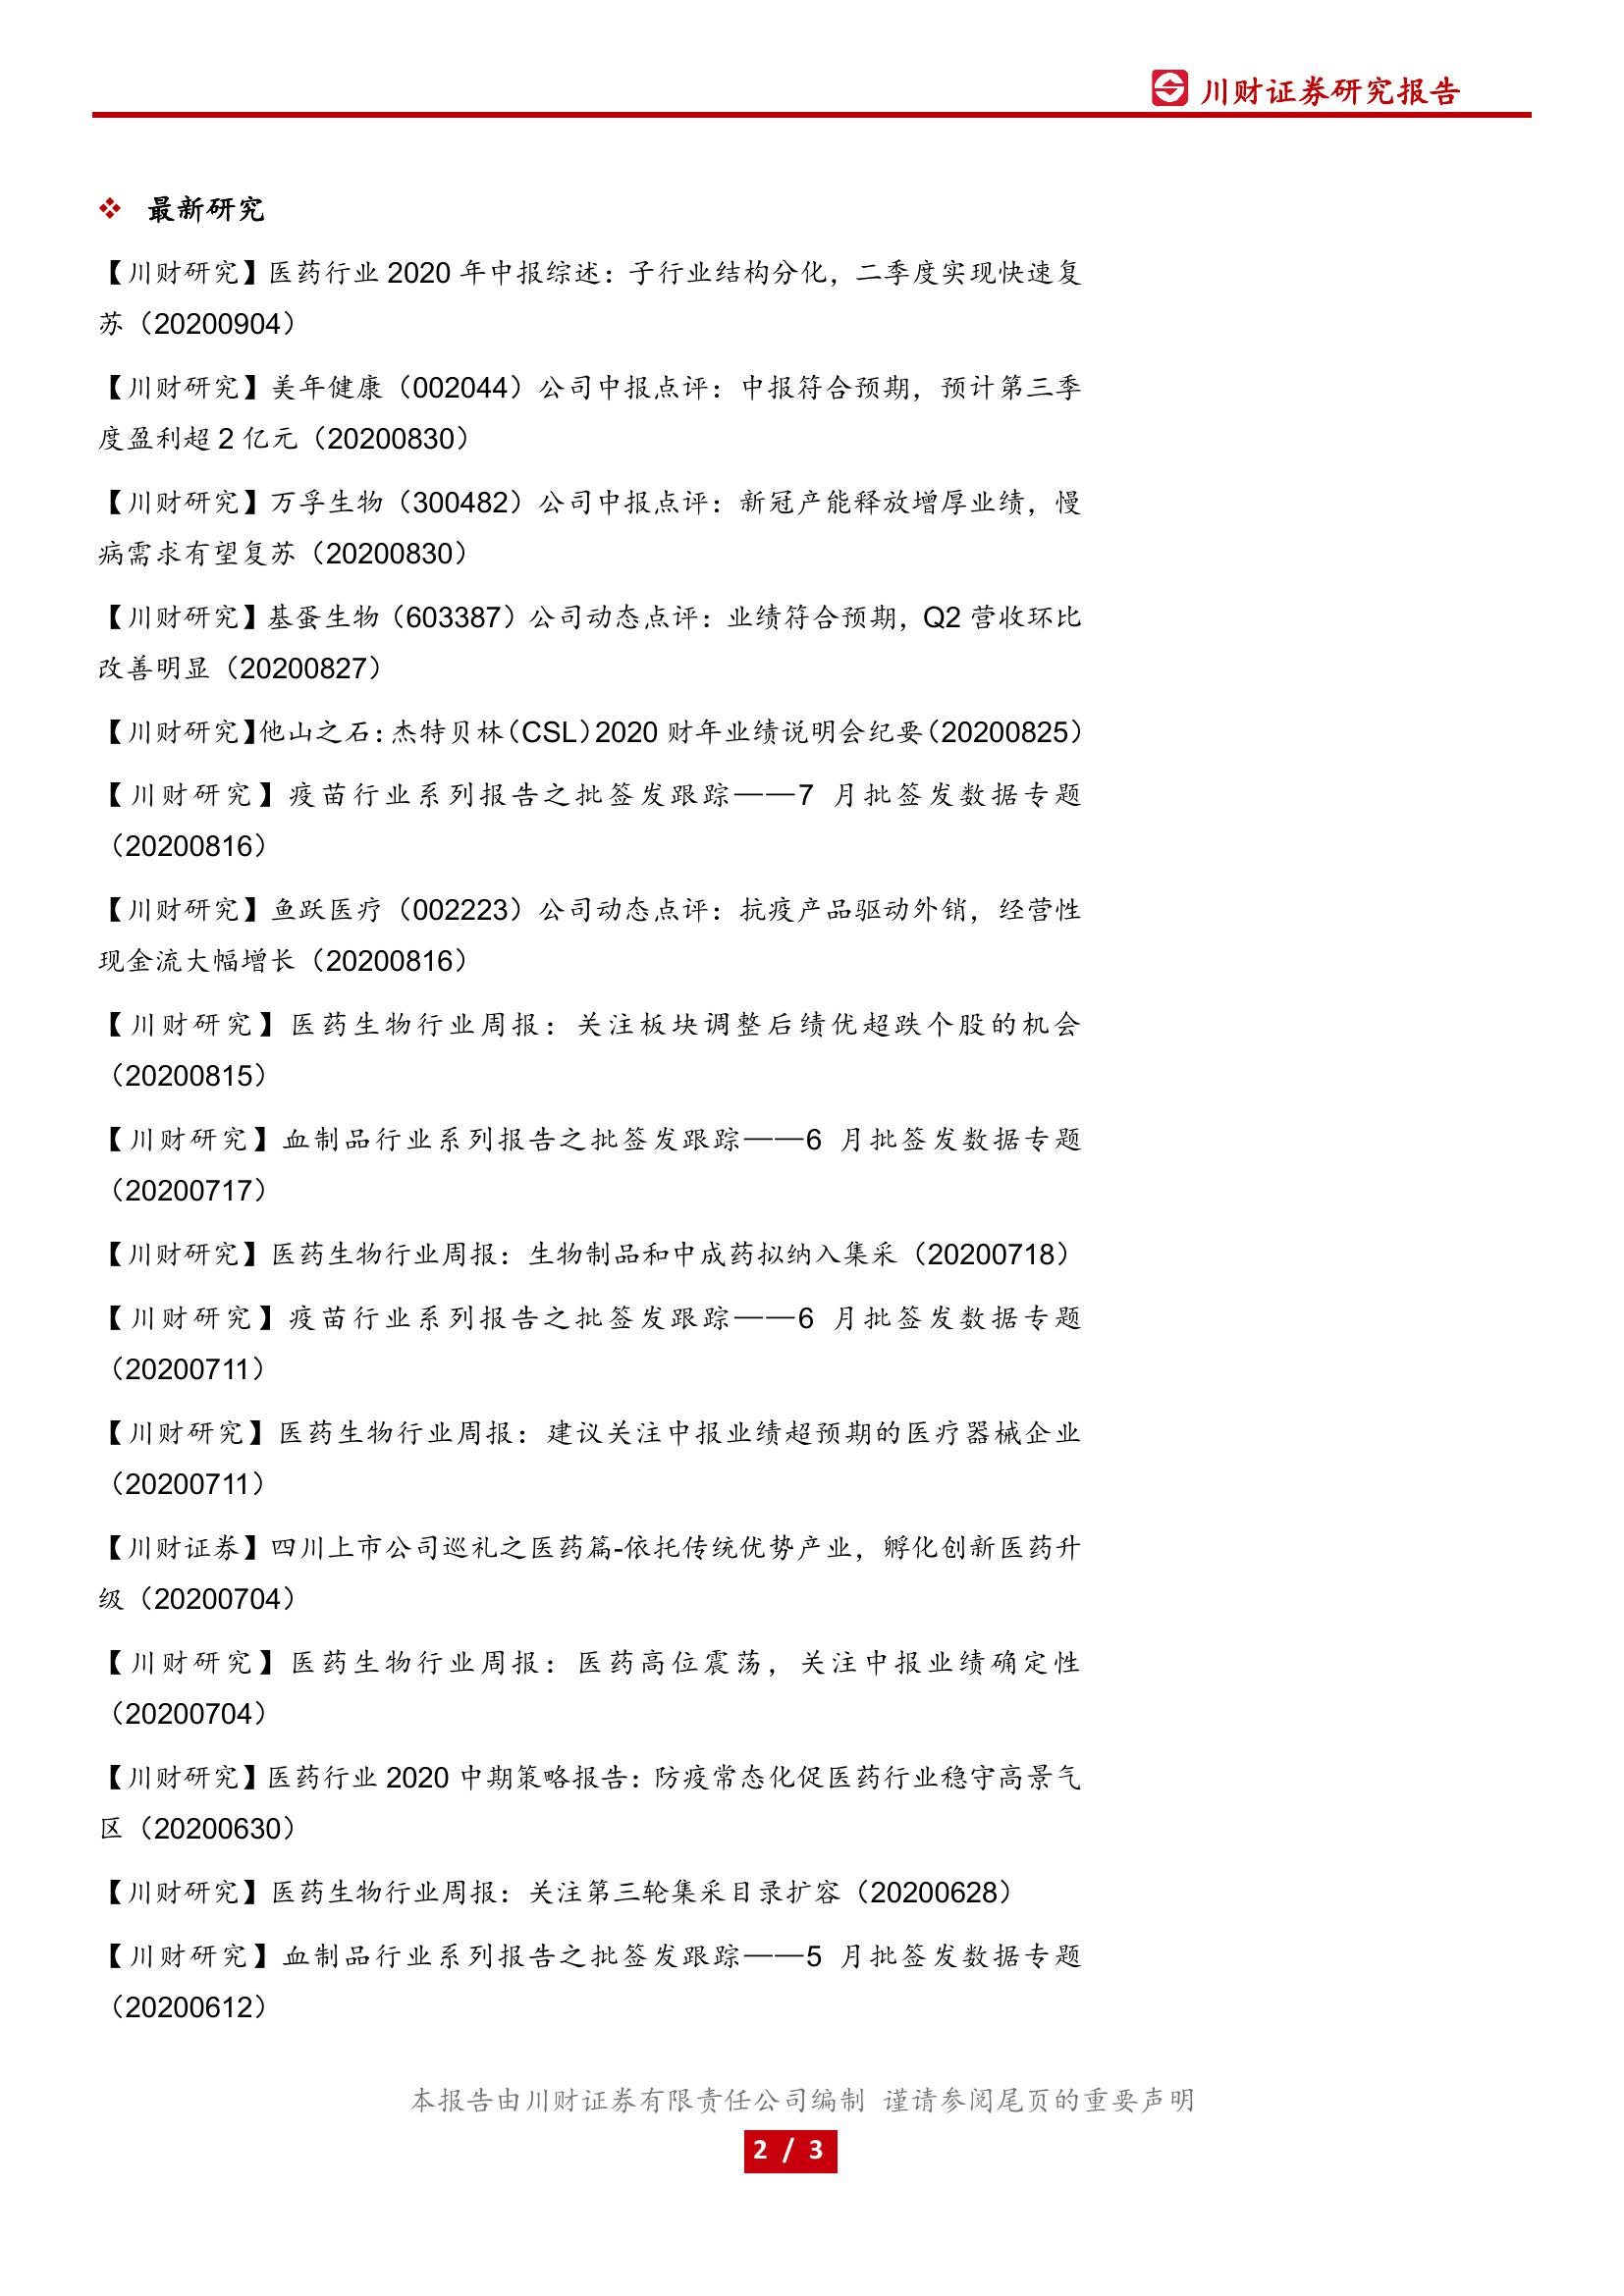 川财证券研究报告
❖ 最新研究
【川财研究】医药行业 2020 年中报综述：子行业结构分化，二季度实现快速复
苏（20200904）
【川财研究】美年健康（002044）公司中报点评：中报符合预期，预计第三季
度盈利超 2 亿元（20200830）
【川财研究】万孚生物（300482）公司中报点评：新冠产能释放增厚业绩，慢
病需求有望复苏（20200830）
【川财研究】基蛋生物（603387）公司动态点评：业绩符合预期，Q2 营收环比
改善明显（20200827）
【川财研究】他山之石：杰特贝林（CSL）2020 财年业绩说明会纪要（20200825）
【川财研究】疫苗行业系列报告之批签发跟踪——7 月批签发数据专题
（20200816）
【川财研究】鱼跃医疗（002223）公司动态点评：抗疫产品驱动外销，经营性
现金流大幅增长（20200816）
【川财研究】医药生物行业周报：关注板块调整后绩优超跌个股的机会
（20200815）
【川财研究】血制品行业系列报告之批签发跟踪——6 月批签发数据专题
（20200717）
【川财研究】医药生物行业周报：生物制品和中成药拟纳入集采（20200718）
【川财研究】疫苗行业系列报告之批签发跟踪——6 月批签发数据专题
（20200711）
【川财研究】医药生物行业周报：建议关注中报业绩超预期的医疗器械企业
（20200711）
【川财证券】四川上市公司巡礼之医药篇-依托传统优势产业，孵化创新医药升
级（20200704）
【川财研究】医药生物行业周报：医药高位震荡，关注中报业绩确定性
（20200704）
【川财研究】医药行业 2020 中期策略报告：防疫常态化促医药行业稳守高景气
区（20200630）
【川财研究】医药生物行业周报：关注第三轮集采目录扩容（20200628）
【川财研究】血制品行业系列报告之批签发跟踪——5 月批签发数据专题
（20200612）
本报告由川财证券有限责任公司编制 谨请参阅尾页的重要声明
2 / 3